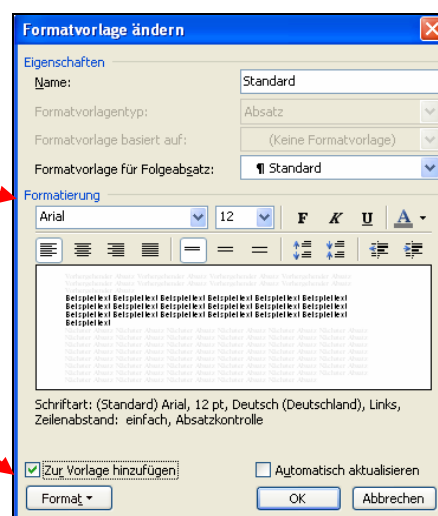 Formatvorlage ändern
Eigenschaften
Name: Standard
Formatvorlagentyp: Absatz
Formatvorlage basiert auf: (Keine Formatvorlage)
Formatvorlage für Folgeabsatz: ¶ Standard
Formatierung
Arial 12 F K U A
Beispieltext Beispieltext Beispieltext Beispieltext Beispieltext Beispieltext
Beispieltext Beispieltext Beispieltext Beispieltext Beispieltext Beispieltext
Beispieltext Beispieltext Beispieltext Beispieltext Beispieltext Beispieltext
Beispieltext
Schriftart: (Standard) Arial, 12 pt, Deutsch (Deutschland), Links,
Zeilenabstand: einfach, Absatzkontrolle
Zur Vorlage hinzufügen Automatisch aktualisieren
Format OK Abbrechen